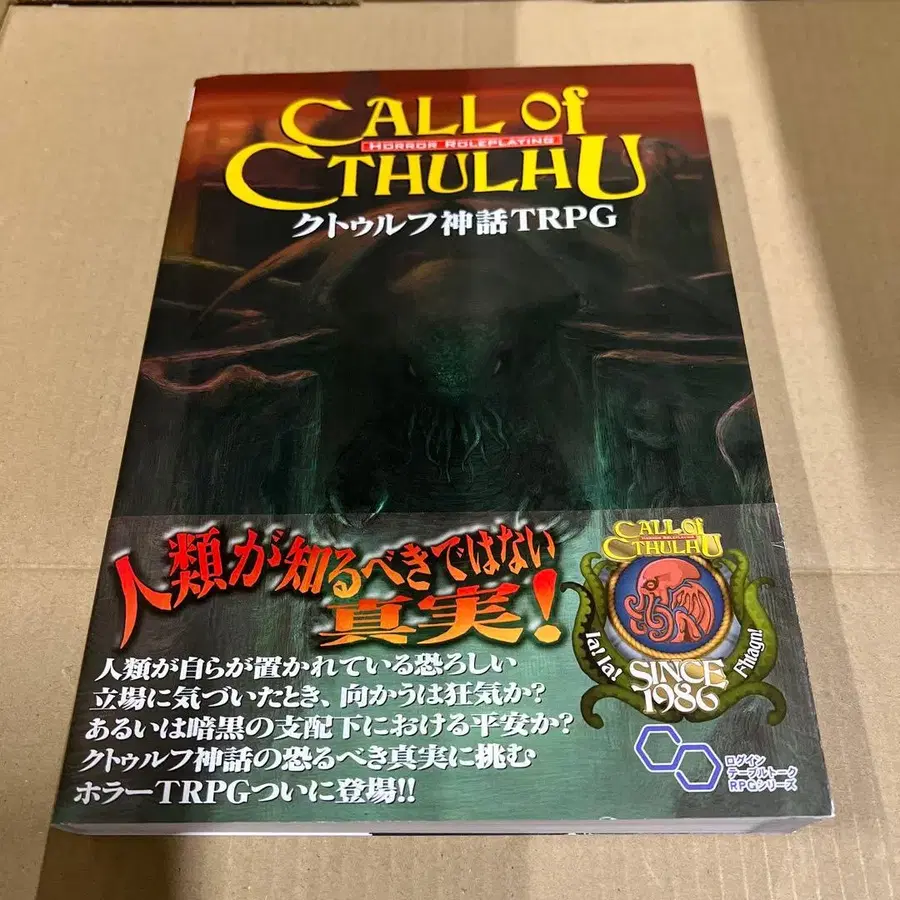 CALL of
HORROR ROLEPLAYING
CTHULHU
クトゥルフ神話TRPG
人類が知るべきではない
真実!
人類が自らが置かれている恐ろしい
立場に気づいたとき、向かうは狂気か?
あるいは暗黒の支配下における平安か?
クトゥルフ神話の恐るべき真実に挑む
ホラーTRPGついに登場!!
CALL of
HORROR ROLEPLAYING
CTHULHU
Ia! Ia!
Fhtagn!
SINCE
1986
ログイン
テーブルトーク
RPGシリーズ